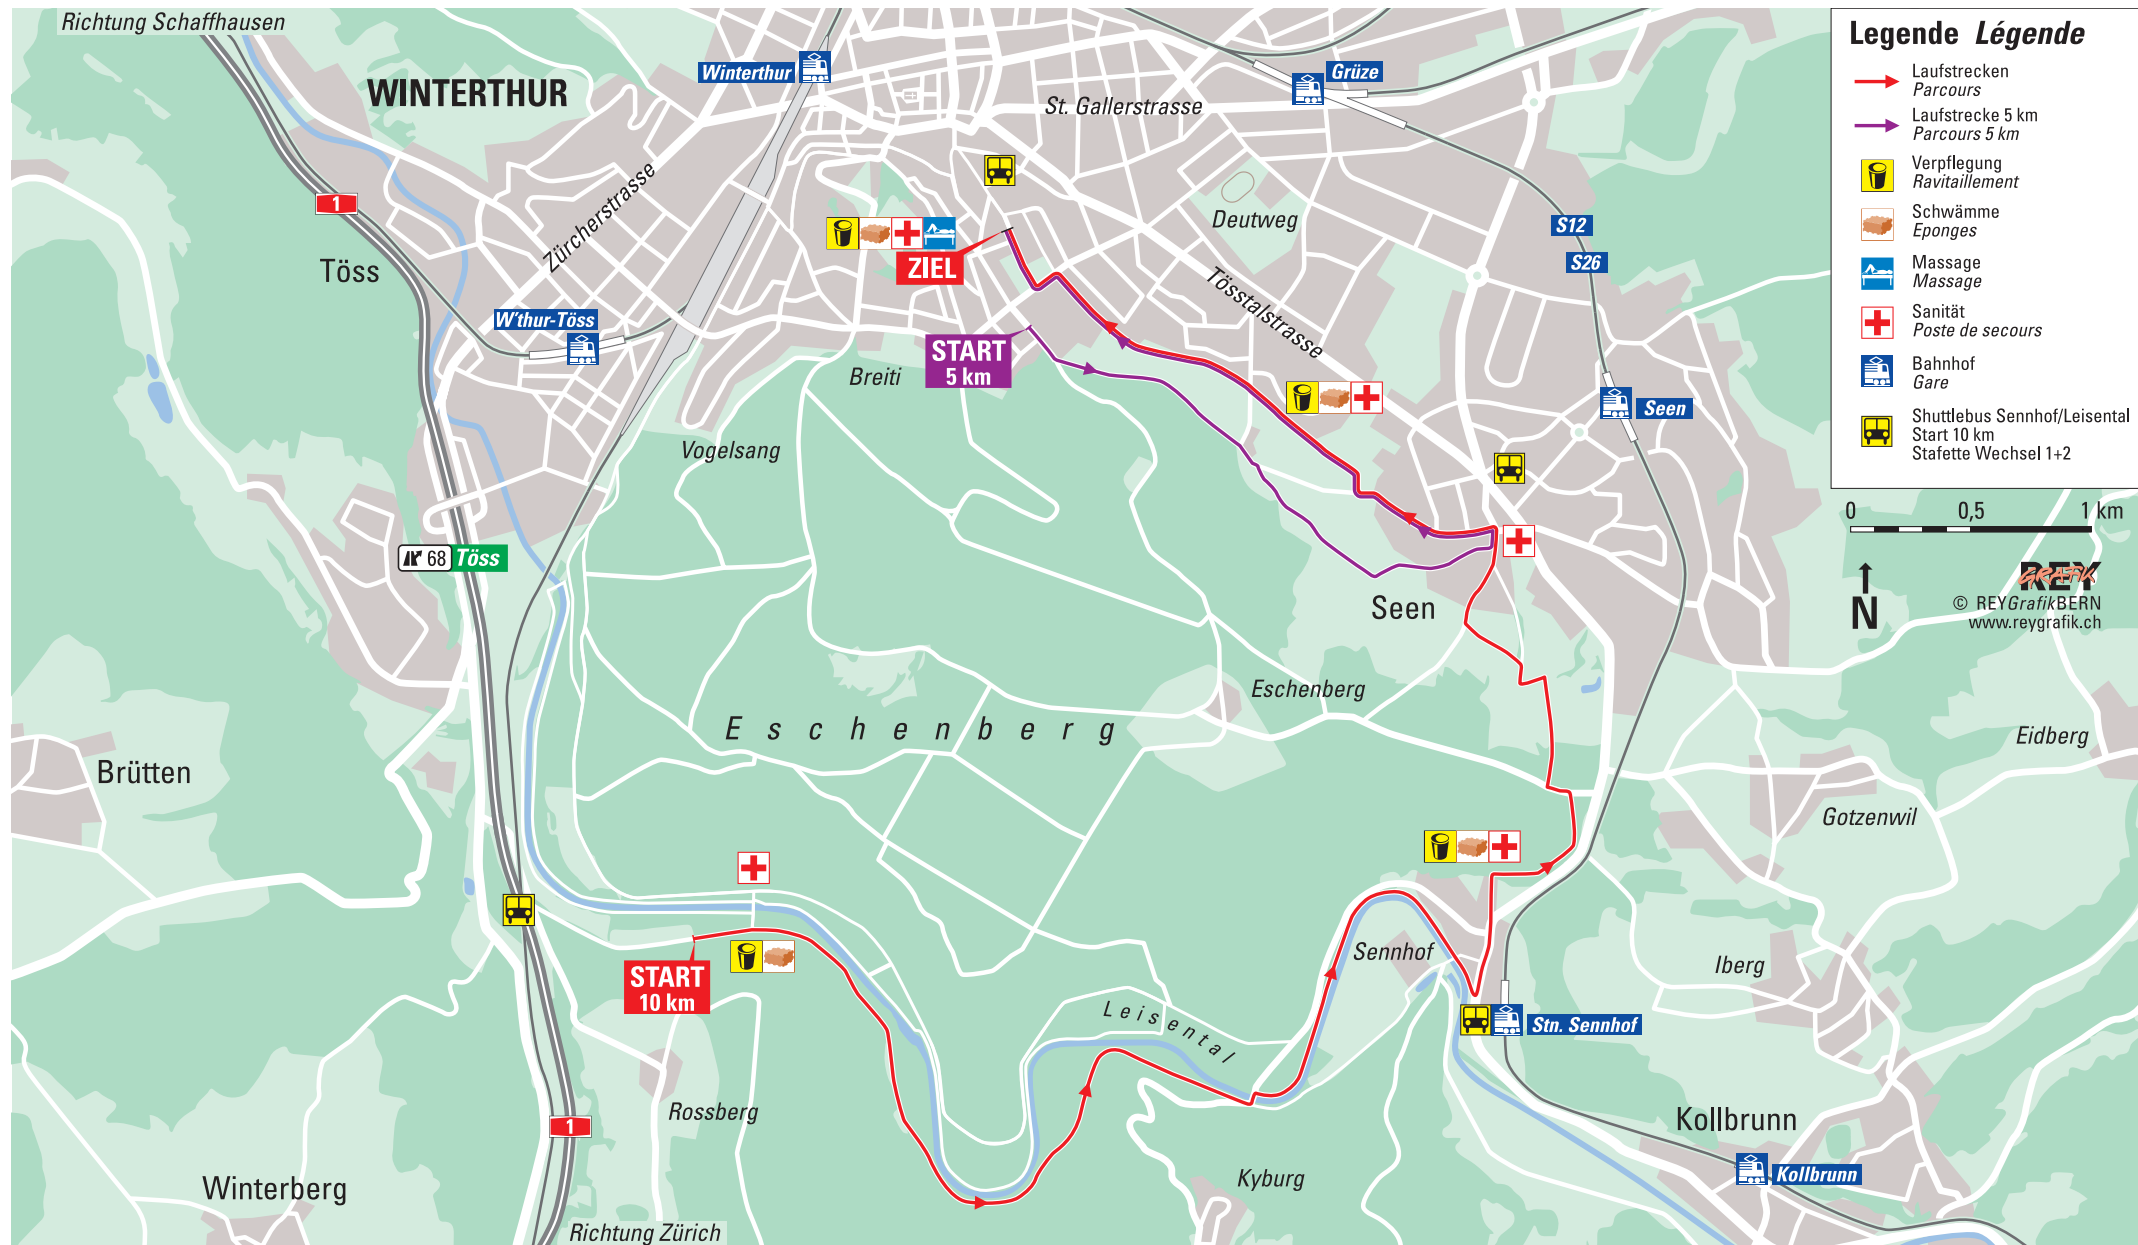 Richtung Schaffhausen
WINTERTHUR
Winterthur
Grüze
St. Gallerstrasse
Zürcherstrasse
1
Töss
Deutweg
S12
S26
Tösstalstrasse
ZIEL
W'thur-Töss
START
5 km
Breiti
Vogelsang
Seen
68 Töss
Seen
Eschenberg
Eschenberg
Brütten
Eidberg
Gotzenwil
START
10 km
Sennhof
Iberg
Leisental
Stn. Sennhof
Rossberg
1
Kollbrunn
Kollbrunn
Kyburg
Winterberg
Richtung Zürich
Legende Légende
Laufstrecken
Parcours
Laufstrecke 5 km
Parcours 5 km
Verpflegung
Ravitaillement
Schwämme
Eponges
Massage
Massage
Sanität
Poste de secours
Bahnhof
Gare
Shuttlebus Sennhof/Leisental
Start 10 km
Stafette Wechsel 1+2
0 0,5 1 km
N
REY
GRAFIK
© REYGrafikBERN
www.reygrafik.ch